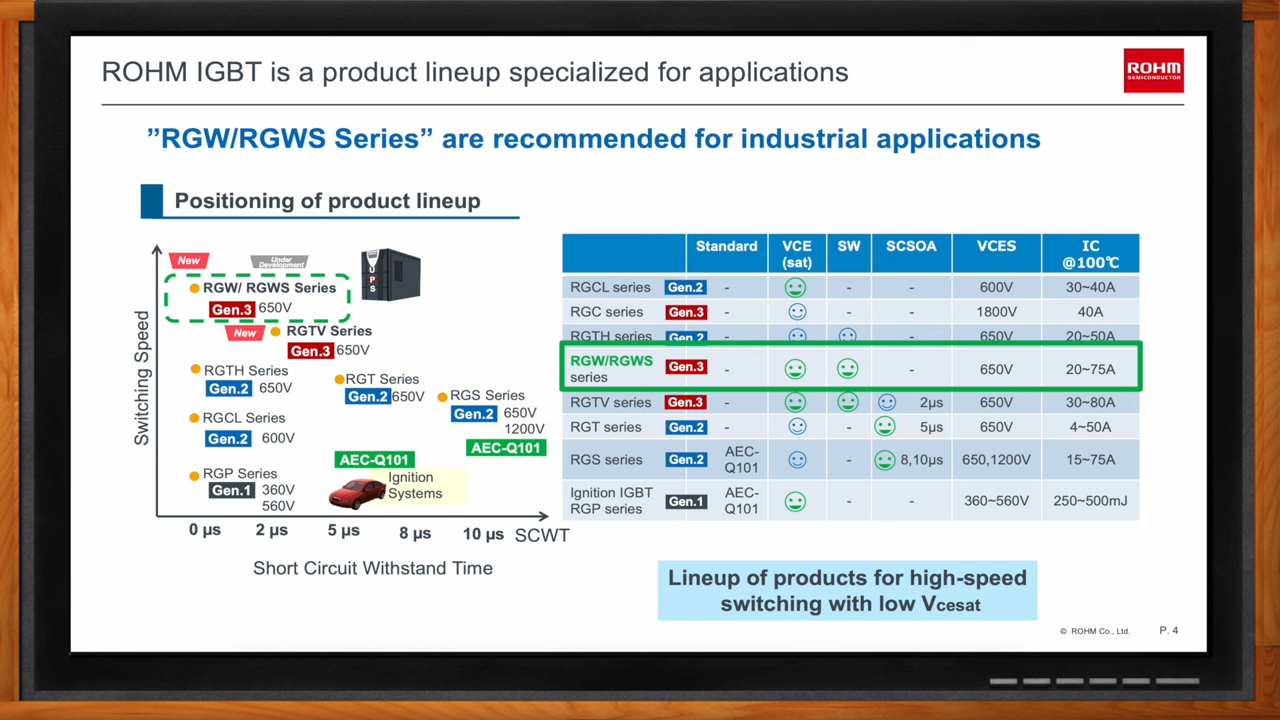 ROHM IGBT is a product lineup specialized for applications
ROHM
SEMICONDUCTOR
”RGW/RGWS Series” are recommended for industrial applications
Positioning of product lineup
Switching Speed
New
Under Development
UPS
RGW/ RGWS Series
Gen.3 650V
New
RGTV Series
Gen.3 650V
RGTH Series
Gen.2 650V
RGT Series
Gen.2 650V
RGS Series
Gen.2 650V
1200V
AEC-Q101
RGCL Series
Gen.2 600V
AEC-Q101
Ignition
Systems
RGP Series
Gen.1 360V
560V
0 µs 2 µs 5 µs 8 µs 10 µs SCWT
Short Circuit Withstand Time
Standard VCE (sat) SW SCSOA VCES IC @100℃
RGCL series Gen.2 - - - 600V 30~40A
RGC series Gen.3 - - - 1800V 40A
RGTH series Gen.2 - - 650V 20~50A
RGW/RGWS series Gen.3 - - 650V 20~75A
RGTV series Gen.3 - 2µs 650V 30~80A
RGT series Gen.2 - - 5µs 650V 4~50A
RGS series Gen.2 AEC-Q101 - 8,10µs 650,1200V 15~75A
Ignition IGBT RGP series Gen.1 AEC-Q101 - - 360~560V 250~500mJ
Lineup of products for high-speed
switching with low Vcesat
© ROHM Co., Ltd. P. 4